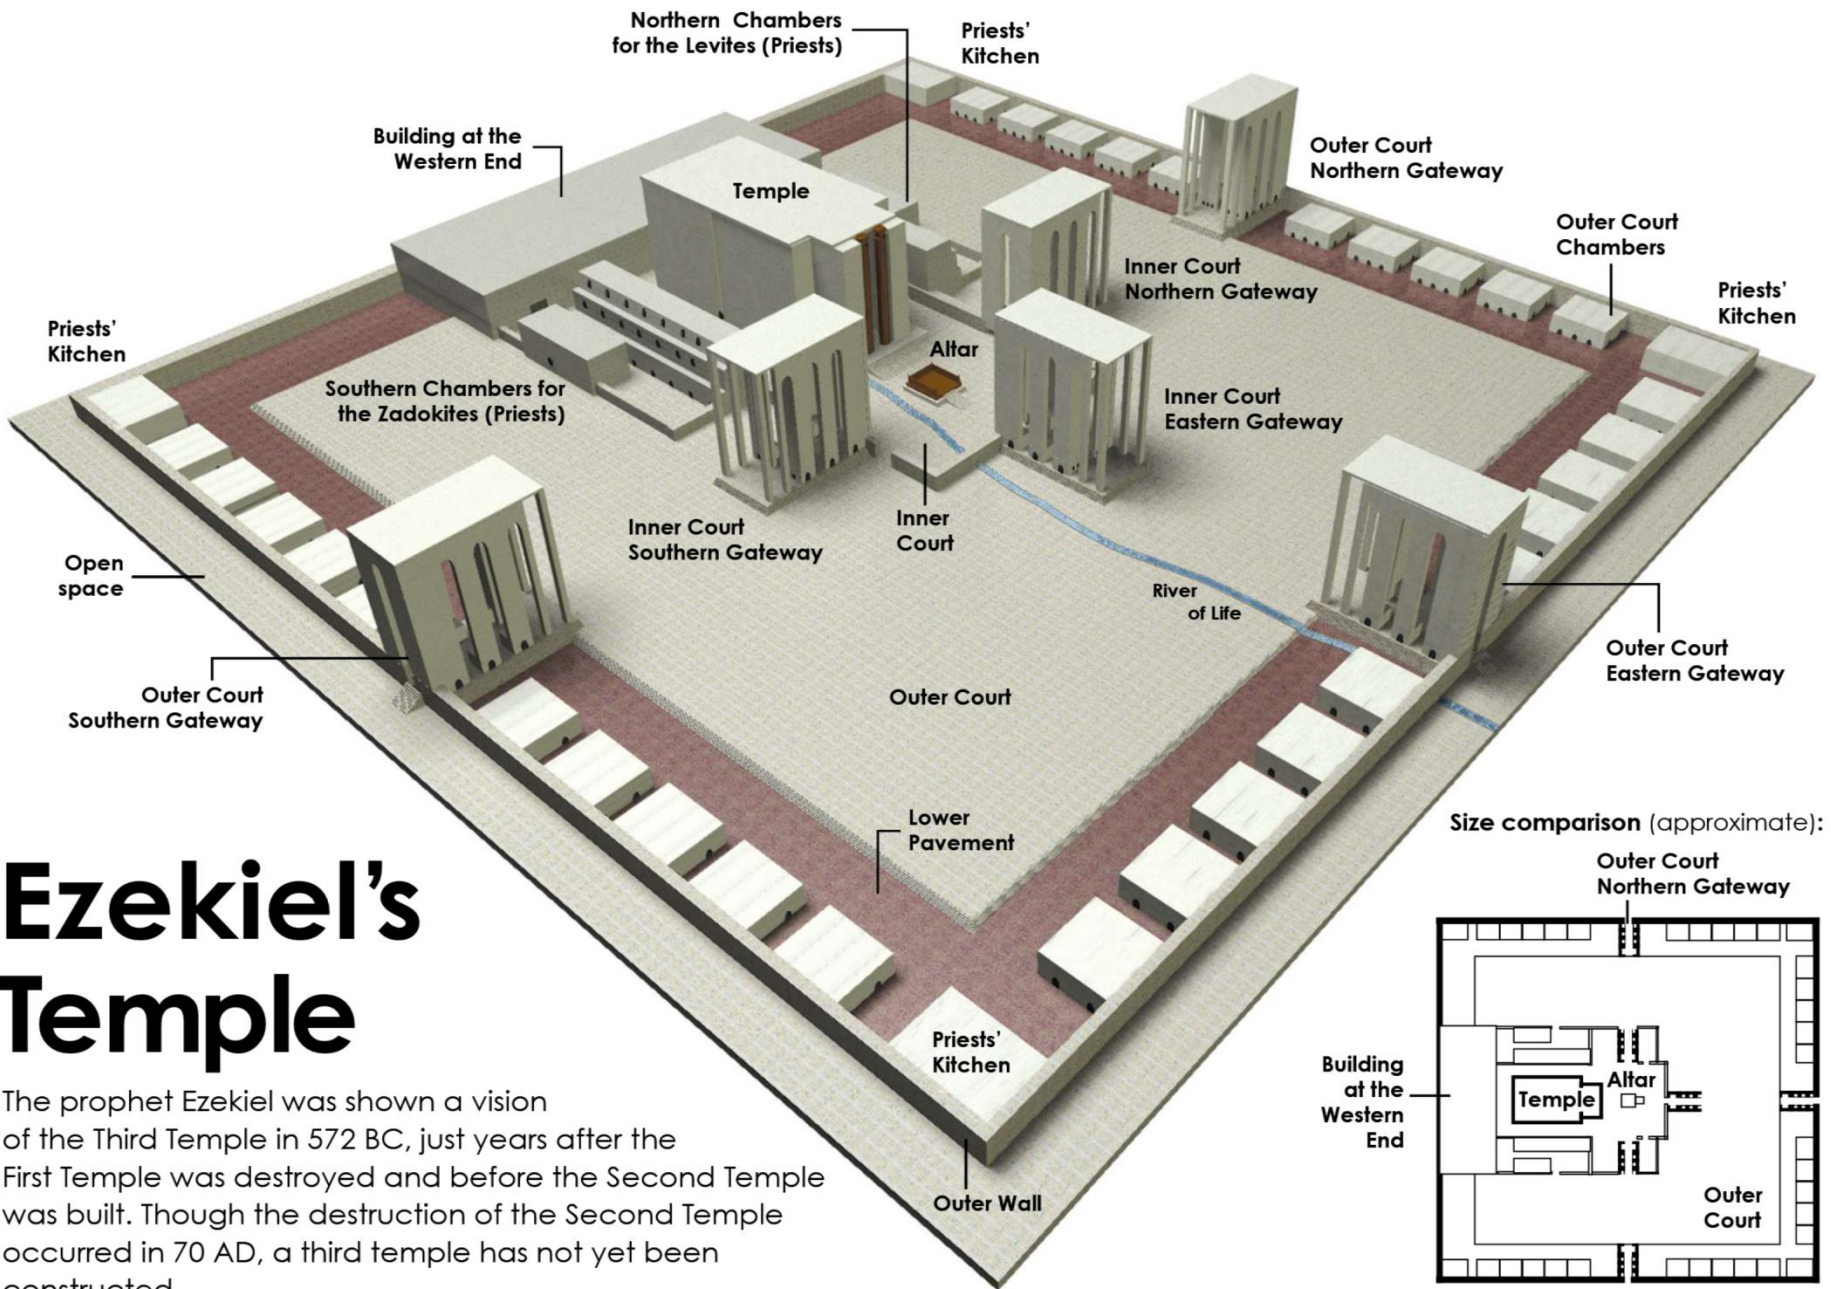 Northern Chambers
for the Levites (Priests)
Priests’
Kitchen
Building at the
Western End
Temple
Outer Court
Northern Gateway
Outer Court
Chambers
Inner Court
Northern Gateway
Priests’
Kitchen
Priests’
Kitchen
Altar
Southern Chambers for
the Zadokites (Priests)
Inner Court
Eastern Gateway
Inner Court
Southern Gateway
Inner
Court
Open
space
River
of Life
Outer Court
Eastern Gateway
Outer Court
Southern Gateway
Outer Court
Lower
Pavement
Priests’
Kitchen
Outer Wall
Ezekiel’s
Temple
The prophet Ezekiel was shown a vision
of the Third Temple in 572 BC, just years after the
First Temple was destroyed and before the Second Temple
was built. Though the destruction of the Second Temple
occurred in 70 AD, a third temple has not yet been
constructed
Size comparison (approximate):
Outer Court
Northern Gateway
Building
at the
Western
End
Temple
Altar
Outer
Court